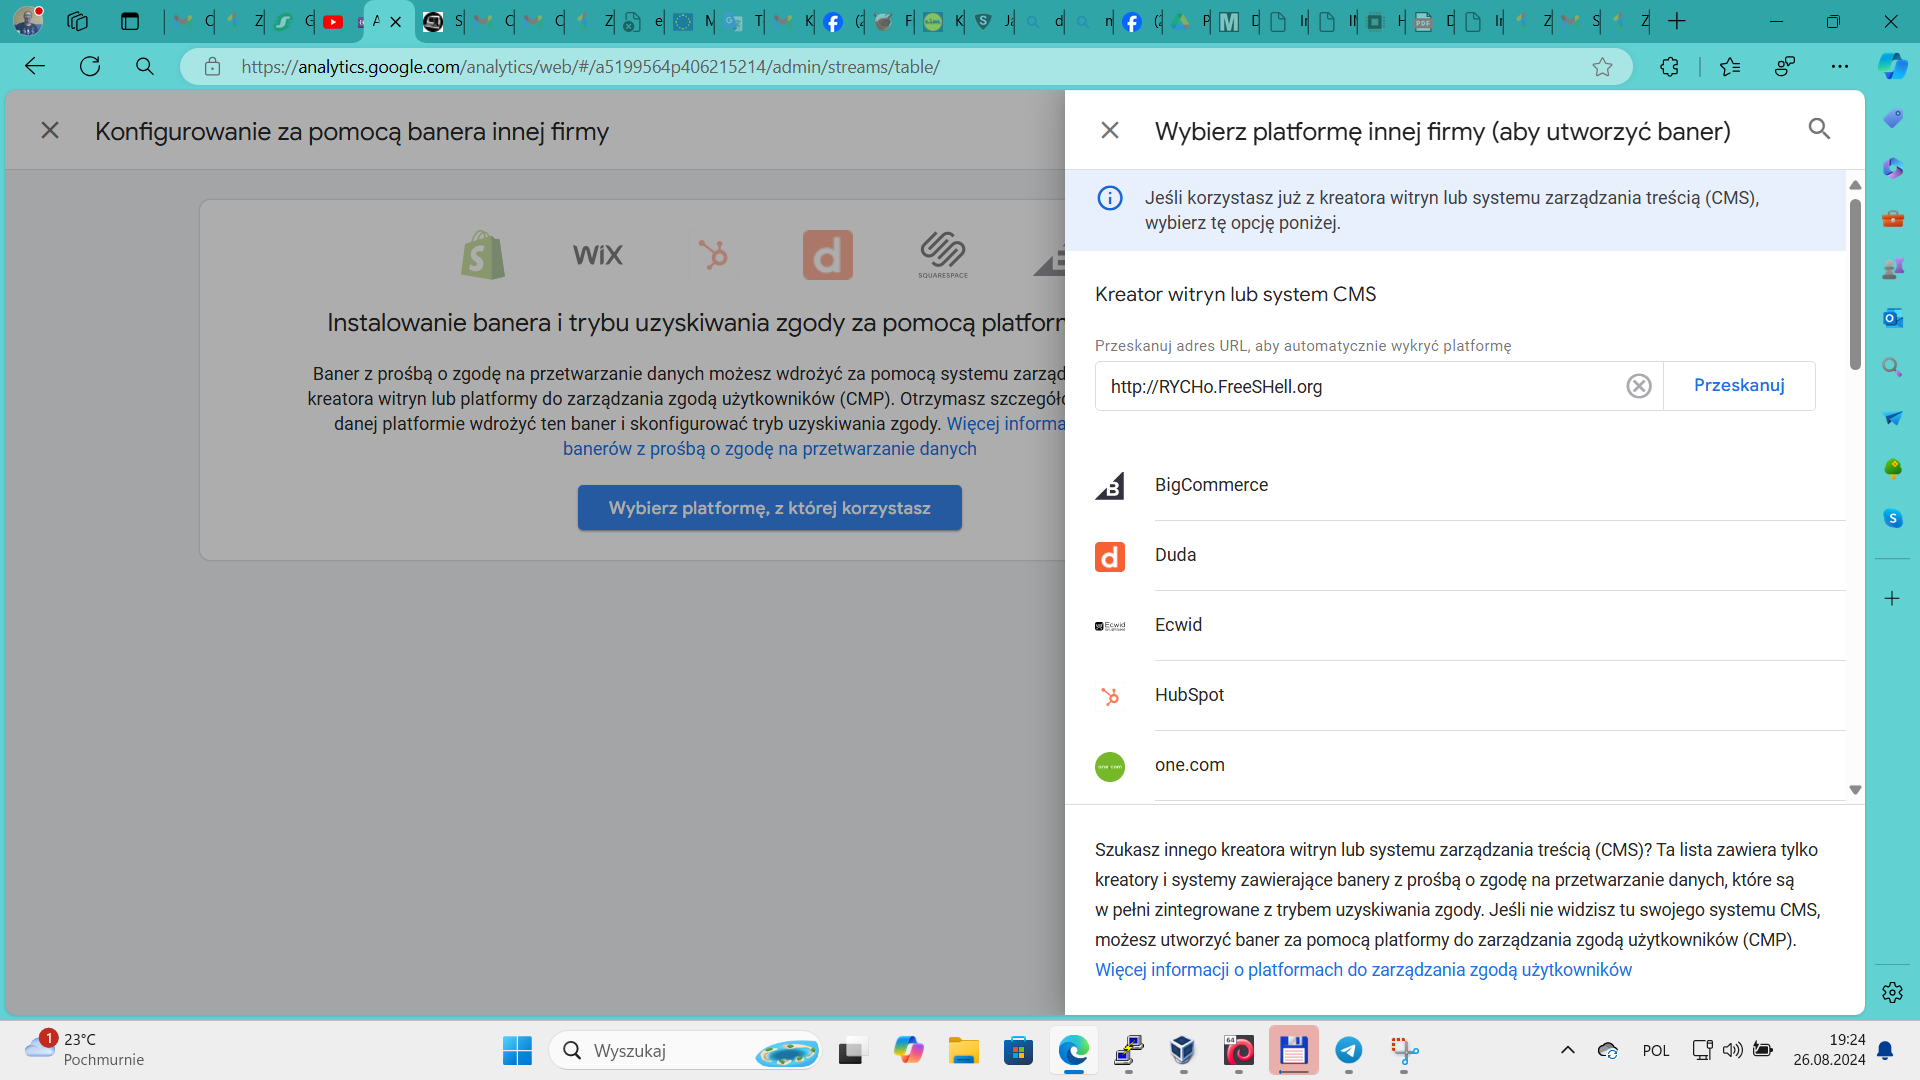 https://analytics.google.com/analytics/web/#/a5199564p406215214/admin/streams/table/
Konfigurowanie za pomocą banera innej firmy
WiX
SQUARESPACE
Instalowanie banera i trybu uzyskiwania zgody za pomocą
Baner z prośbą o zgodę na przetwarzanie danych możesz wdrożyć za pomocą systemu
kreatora witryn lub platformy do zarządzania zgodą użytkowników (CMP). Otrzymasz
danej platformie wdrożyć ten baner i skonfigurować tryb uzyskiwania zgody. Więcej
banerów z prośbą o zgodę na przetwarzanie danych
Wybierz platformę, z której korzystasz
Wybierz platformę innej firmy (aby utworzyć baner)
Jeśli korzystasz już z kreatora witryn lub systemu zarządzania treścią (CMS),
wybierz tę opcję poniżej.
Kreator witryn lub system CMS
Przeskanuj adres URL, aby automatycznie wykryć platformę
http://RYCHo.FreeSHell.org
Przeskanuj
BigCommerce
Duda
Ecwid
HubSpot
one.com
Szukasz innego kreatora witryn lub systemu zarządzania treścią (CMS)? Ta lista zawiera tylko
kreatory i systemy zawierające banery z prośbą o zgodę na przetwarzanie danych, które są
w pełni zintegrowane z trybem uzyskiwania zgody. Jeśli nie widzisz tu swojego systemu CMS,
możesz utworzyć baner za pomocą platformy do zarządzania zgodą użytkowników (CMP).
Więcej informacji o platformach do zarządzania zgodą użytkowników
1
23°C
Pochmurnie
Wyszukaj
64
POL
19:24
26.08.2024